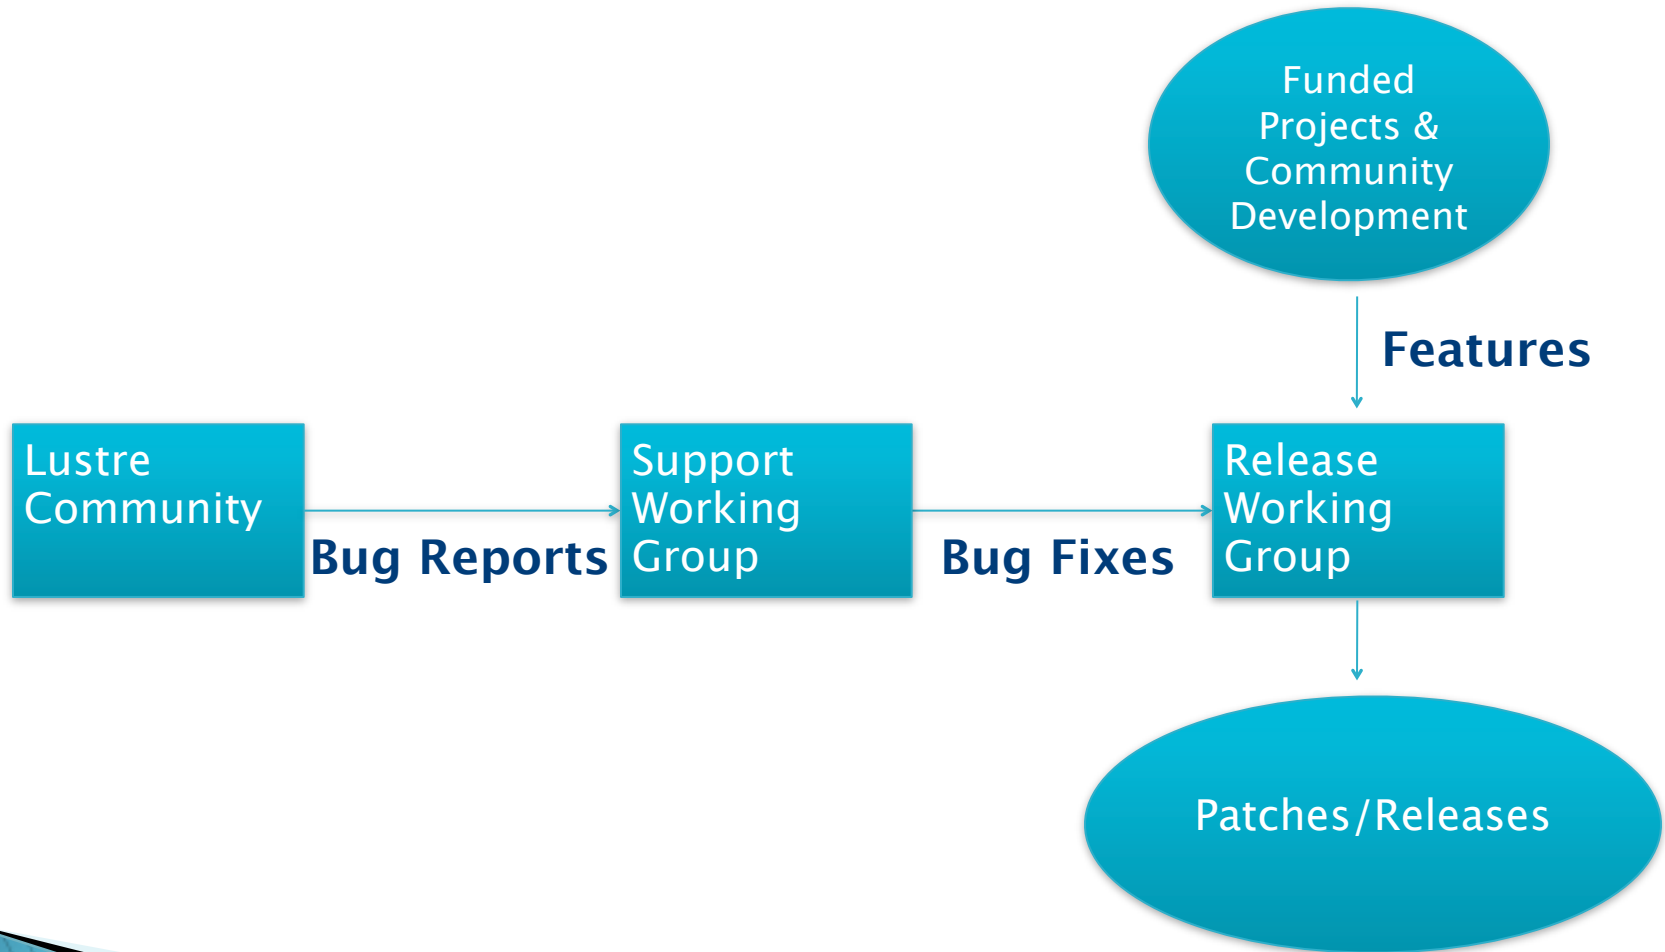 Funded
Projects &
Community
Development
Features
Lustre
Community
Bug Reports
Support
Working
Group
Bug Fixes
Release
Working
Group
Patches/Releases